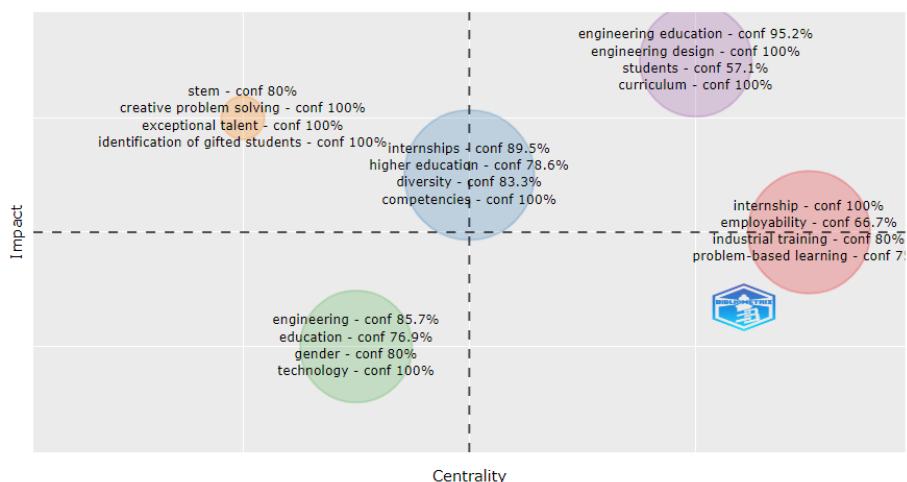 engineering education - conf 95.2%
engineering design - conf 100%
students - conf 57.1%
curriculum - conf 100%
stem - conf 80%
creative problem solving - conf 100%
exceptional talent - conf 100%
identification of gifted students - conf 100%
internships - conf 89.5%
higher education - conf 78.6%
diversity - conf 83.3%
competencies - conf 100%
internship - conf 100%
employability - conf 66.7%
industrial training - conf 80%
problem-based learning - conf 75
BIBLIOMETRIX
engineering - conf 85.7%
education - conf 76.9%
gender - conf 80%
technology - conf 100%
Impact
Centrality